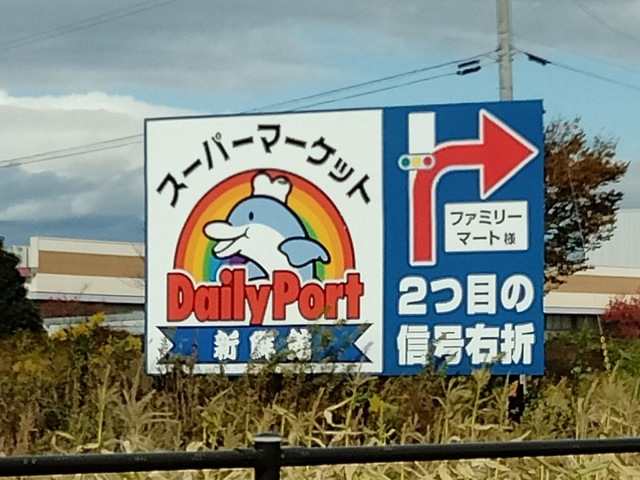 スーパーマーケット
DailyPort
新鮮館
ファミリー
マート様
2つ目の
信号右折